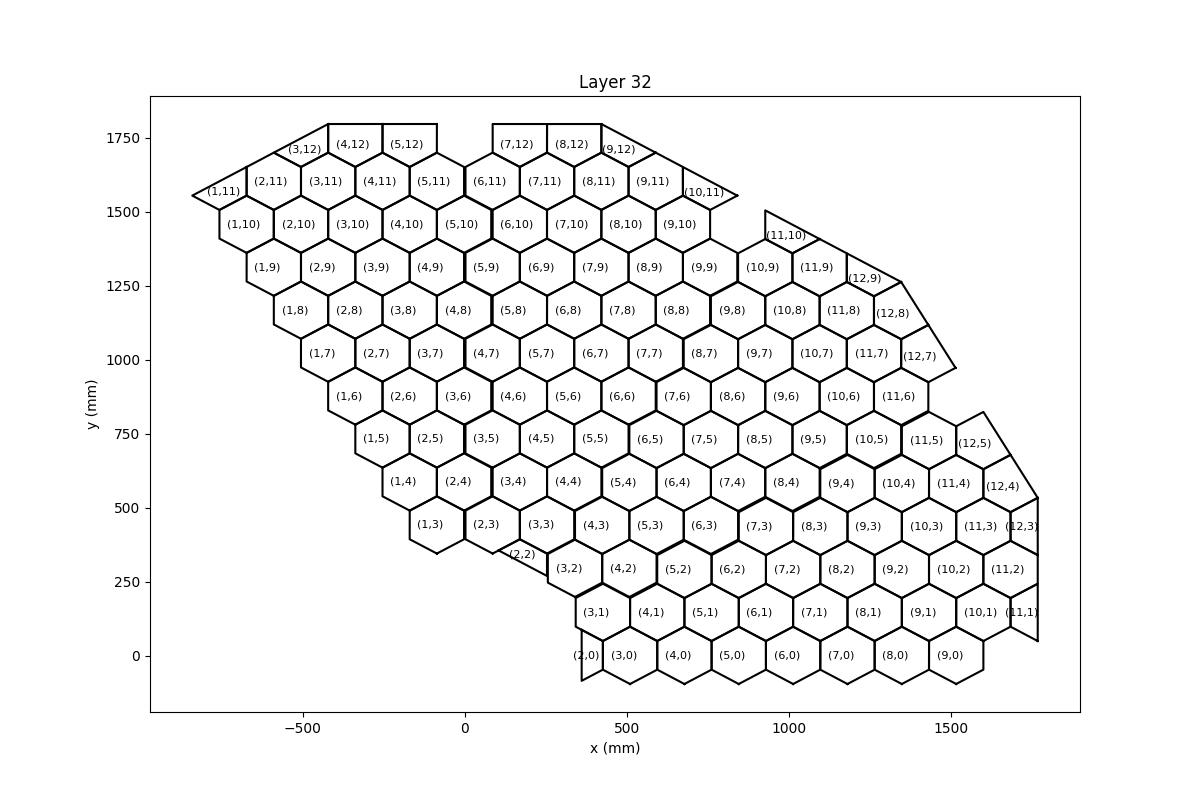 Layer 32
1750
(3,12) (4,12) (5,12) (7,12) (8,12) (9,12)
(1,11) (2,11) (3,11) (4,11) (5,11) (6,11) (7,11) (8,11) (9,11) (10,11)
1500
(1,10) (2,10) (3,10) (4,10) (5,10) (6,10) (7,10) (8,10) (9,10) (11,10)
(1,9) (2,9) (3,9) (4,9) (5,9) (6,9) (7,9) (8,9) (9,9) (10,9) (11,9) (12,9)
1250
(1,8) (2,8) (3,8) (4,8) (5,8) (6,8) (7,8) (8,8) (9,8) (10,8) (11,8) (12,8)
(1,7) (2,7) (3,7) (4,7) (5,7) (6,7) (7,7) (8,7) (9,7) (10,7) (11,7) (12,7)
1000
(1,6) (2,6) (3,6) (4,6) (5,6) (6,6) (7,6) (8,6) (9,6) (10,6) (11,6)
y (mm)
750
(1,5) (2,5) (3,5) (4,5) (5,5) (6,5) (7,5) (8,5) (9,5) (10,5) (11,5) (12,5)
(1,4) (2,4) (3,4) (4,4) (5,4) (6,4) (7,4) (8,4) (9,4) (10,4) (11,4) (12,4)
500
(1,3) (2,3) (3,3) (4,3) (5,3) (6,3) (7,3) (8,3) (9,3) (10,3) (11,3) (12,3)
(2,2) (3,2) (4,2) (5,2) (6,2) (7,2) (8,2) (9,2) (10,2) (11,2)
250
(3,1) (4,1) (5,1) (6,1) (7,1) (8,1) (9,1) (10,1) (11,1)
0
(2,0) (3,0) (4,0) (5,0) (6,0) (7,0) (8,0) (9,0)
−500 0 500 1000 1500
x (mm)